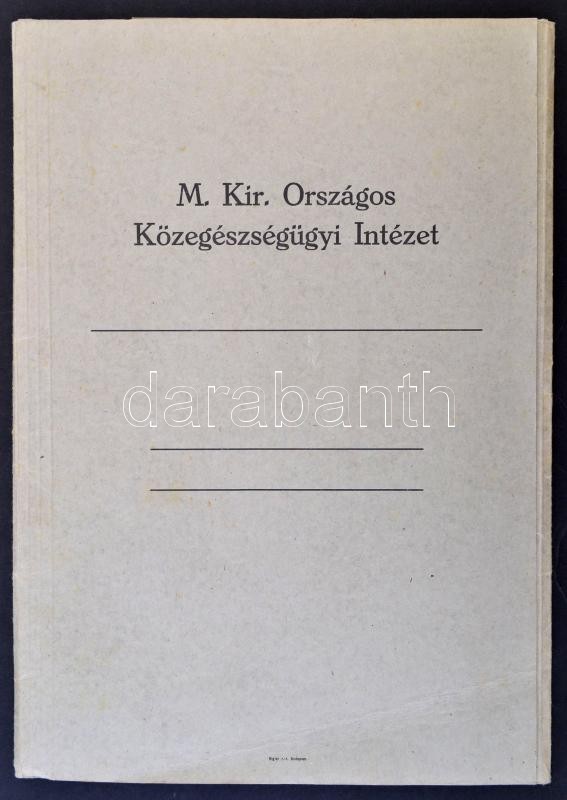 M. Kir. Országos
Közegészségügyi Intézet
darabanth